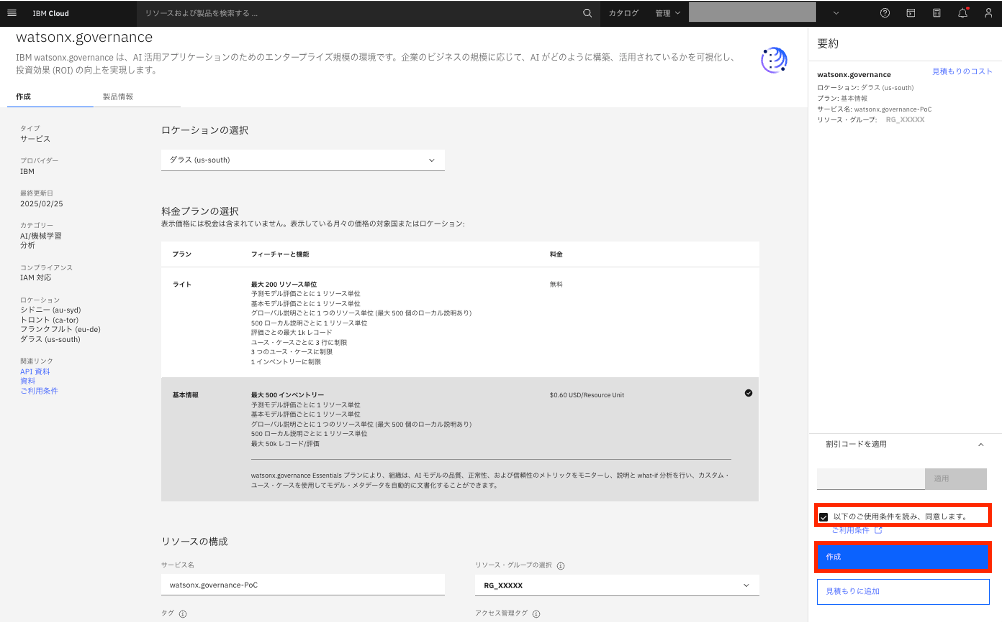 IBM Cloud
リソースおよび製品を検索する ...
カタログ
管理
watsonx.governance
IBM watsonx.governance は、AI 活用アプリケーションのためのエンタープライズ規模の環境です。企業のビジネスの規模に応じて、AI がどのように構築、活用されているかを可視化し、
投資効果 (ROI) の向上を実現します。
作成
製品情報
タイプ
サービス
プロバイダー
IBM
最終更新日
2025/02/25
カテゴリー
AI/機械学習
分析
コンプライアンス
IAM 対応
ロケーション
シドニー (au-syd)
トロント (ca-tor)
フランクフルト (eu-de)
ダラス (us-south)
関連リンク
API 資料
資料
ご利用条件
ロケーションの選択
ダラス (us-south)
料金プランの選択
表示価格には税金は含まれていません。表示している月々の価格の対象国またはロケーション:
プラン
フィーチャーと機能
料金
ライト
最大 200 リソース単位
無料
予測モデル評価ごとに 1 リソース単位
基本モデル評価ごとに 1 リソース単位
グローバル説明ごとに 1 つのリソース単位 (最大 500 個のローカル説明あり)
500 ローカル説明ごとに 1 リソース単位
評価ごとの最大 1k レコード
ユース・ケースごとに 3 行に制限
3 つのユース・ケースに制限
1 インベントリーに制限
基本情報
最大 500 インベントリー
$0.60 USD/Resource Unit
予測モデル評価ごとに 1 リソース単位
基本モデル評価ごとに 1 リソース単位
グローバル説明ごとに 1 つのリソース単位 (最大 500 個のローカル説明あり)
500 ローカル説明ごとに 1 リソース単位
最大 50k レコード/評価
watsonx.governance Essentials プランにより、組織は、AI モデルの品質、正常性、および信頼性のメトリックをモニターし、説明と what-if 分析を行い、カスタム・
ユース・ケースを使用してモデル・メタデータを自動的に文書化することができます。
リソースの構成
サービス名
リソース・グループの選択
watsonx.governance-PoC
RG_XXXXX
タグ
アクセス管理タグ
要約
watsonx.governance
見積もりのコスト
ロケーション: ダラス (us-south)
プラン: 基本情報
サービス名: watsonx.governance-PoC
リソース・グループ: RG_XXXXX
割引コードを適用
適用
以下のご使用条件を読み、同意します。
ご利用条件
作成
見積もりに追加